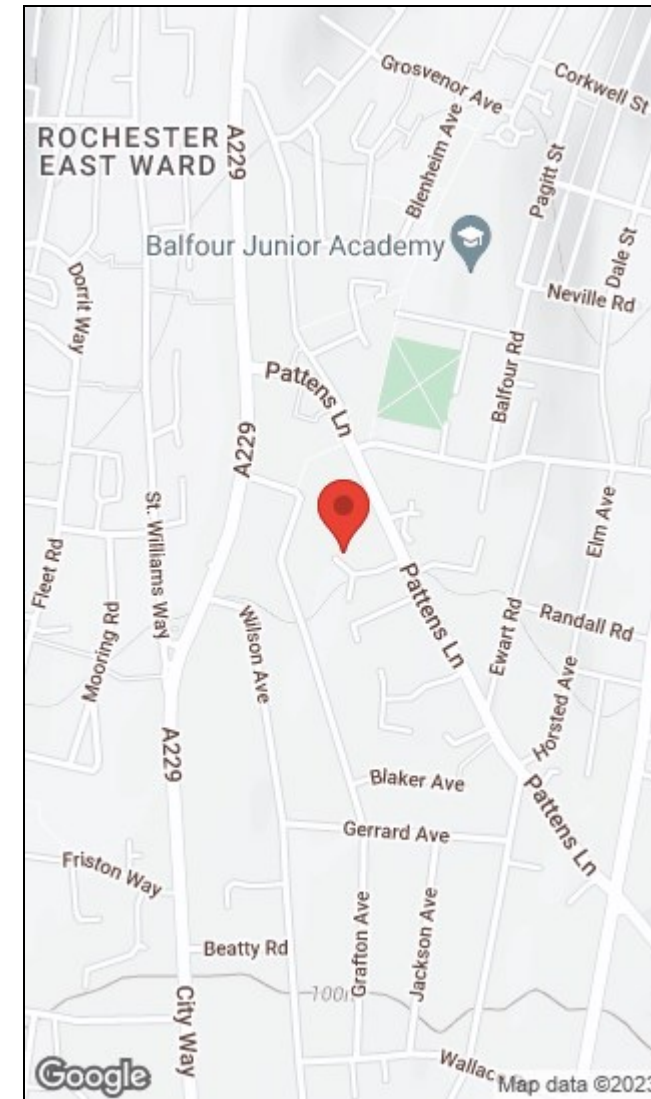 Grosvenor Ave
Corkwell St
ROCHESTER
EAST WARD
A229
Blenheim Ave
Pagitt St
Balfour Junior Academy
Dale St
Dorrit Way
Neville Rd
Balfour Rd
Pattens Ln
A229
Elm Ave
St. Williams Way
Fleet Rd
Mooring Rd
Wilson Ave
Pattens Ln
Ewart Rd
Randall Rd
Horsted Ave
A229
Blaker Ave
Pattens Ln
Gerrard Ave
Friston Way
Grafton Ave
Jackson Ave
Beatty Rd
City Way
Google
Map data ©2023